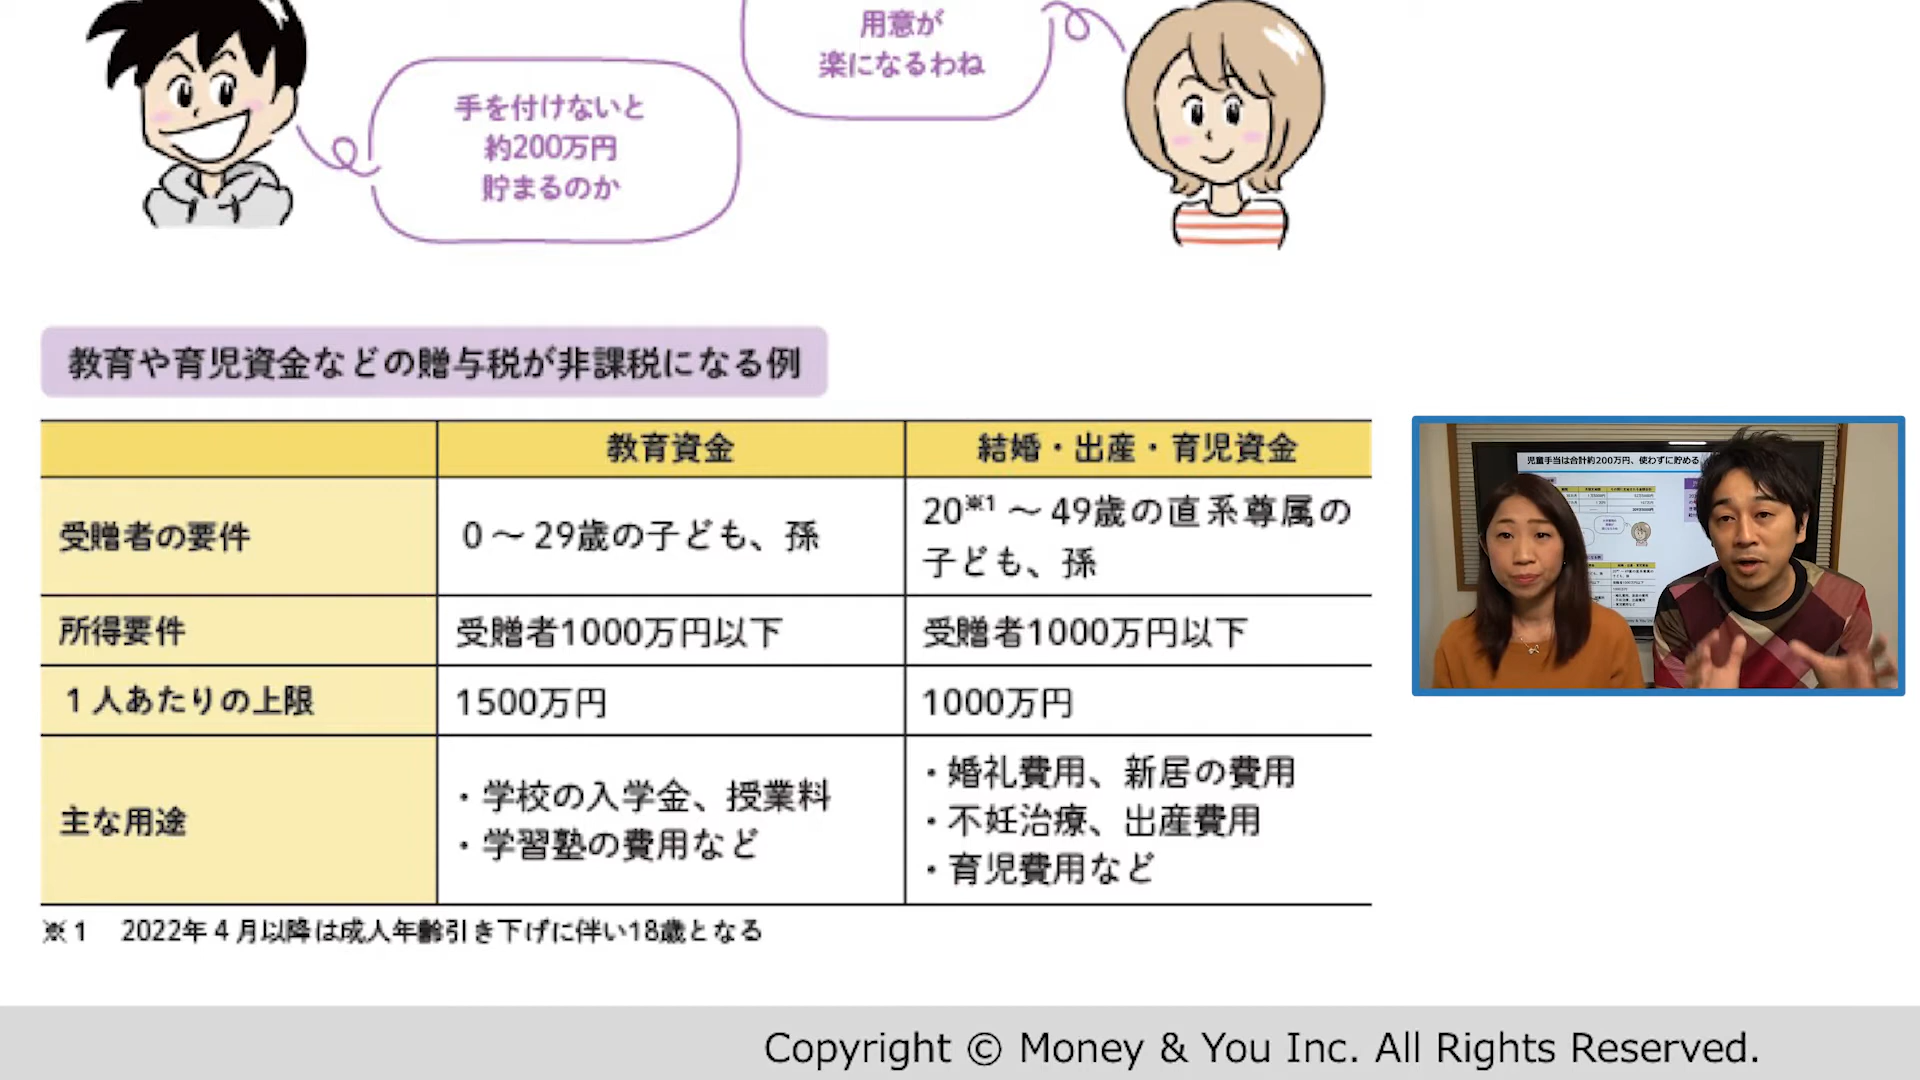 用意が
楽になるわね
手を付けないと
約200万円
貯まるのか
教育や育児資金などの贈与税が非課税になる例
教育資金
結婚・出産・育児資金
受贈者の要件
0～29歳の子ども、孫
20※1～49歳の直系尊属の
子ども、孫
所得要件
受贈者1000万円以下
受贈者1000万円以下
1人あたりの上限
1500万円
1000万円
主な用途
・学校の入学金、授業料
・学習塾の費用など
・婚礼費用、新居の費用
・不妊治療、出産費用
・育児費用など
※1 2022年4月以降は成人年齢引き下げに伴い18歳となる
児童手当は合計約200万円、使わずに貯める
Copyright © Money & You Inc. All Rights Reserved.